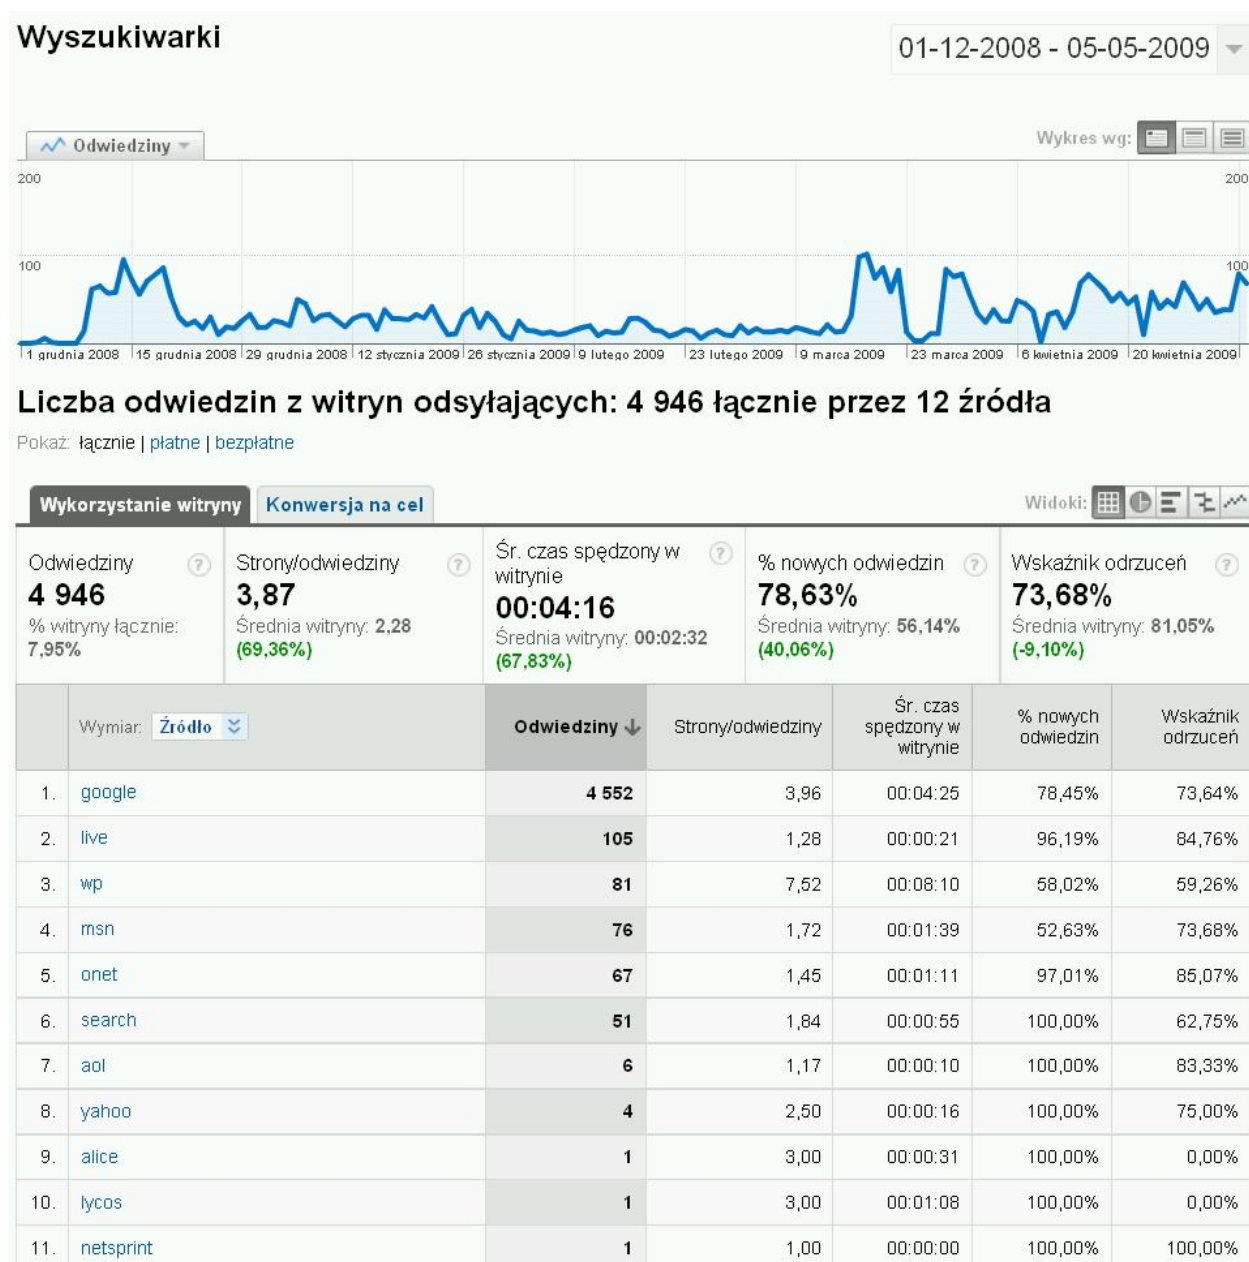 Wyszukiwarki
01-12-2008 - 05-05-2009
Odwiedziny
Wykres wg:
200 200
100 100
1 grudnia 2008 15 grudnia 2008 29 grudnia 2008 12 stycznia 2009 26 stycznia 2009 9 lutego 2009 23 lutego 2009 9 marca 2009 23 marca 2009 6 kwietnia 2009 20 kwietnia 2009
Liczba odwiedzin z witryn odsyłających: 4 946 łącznie przez 12 źródła
Pokaż: łącznie | płatne | bezpłatne
Wykorzystanie witryny Konwersja na cel Widoki:
Odwiedziny ?
4 946
% witryny łącznie:
7,95%
Strony/odwiedziny ?
3,87
Średnia witryny: 2,28
(69,36%)
Śr. czas spędzony w ?
witrynie
00:04:16
Średnia witryny: 00:02:32
(67,83%)
% nowych odwiedzin ?
78,63%
Średnia witryny: 56,14%
(40,06%)
Wskaźnik odrzuceń ?
73,68%
Średnia witryny: 81,05%
(-9,10%)
Wymiar: Źródło Odwiedziny Strony/odwiedziny Śr. czas spędzony w witrynie % nowych odwiedzin Wskaźnik odrzuceń
1. google 4 552 3,96 00:04:25 78,45% 73,64%
2. live 105 1,28 00:00:21 96,19% 84,76%
3. wp 81 7,52 00:08:10 58,02% 59,26%
4. msn 76 1,72 00:01:39 52,63% 73,68%
5. onet 67 1,45 00:01:11 97,01% 85,07%
6. search 51 1,84 00:00:55 100,00% 62,75%
7. aol 6 1,17 00:00:10 100,00% 83,33%
8. yahoo 4 2,50 00:00:16 100,00% 75,00%
9. alice 1 3,00 00:00:31 100,00% 0,00%
10. lycos 1 3,00 00:01:08 100,00% 0,00%
11. netsprint 1 1,00 00:00:00 100,00% 100,00%